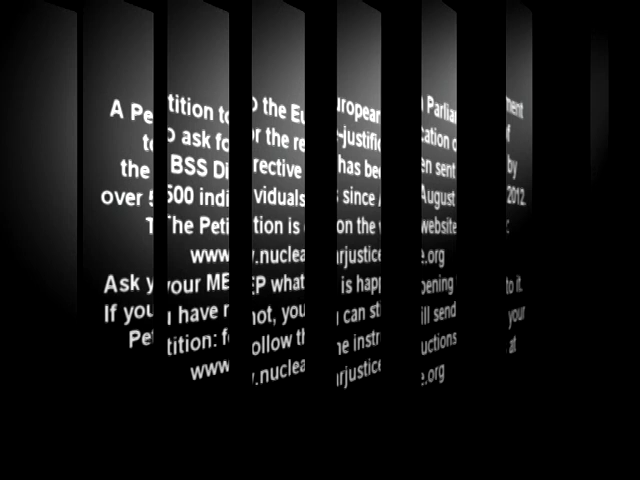 A Petition to the European Parliament
to ask for the re-justification of
the BSS Directive has been sent by
over 500 individuals since August 2012.
The Petition is on the website:
www.nuclearjustice.org
Ask your MEP what is happening to it.
If you have not, you can still send your
Petition: follow the instructions at
www.nuclearjustice.org